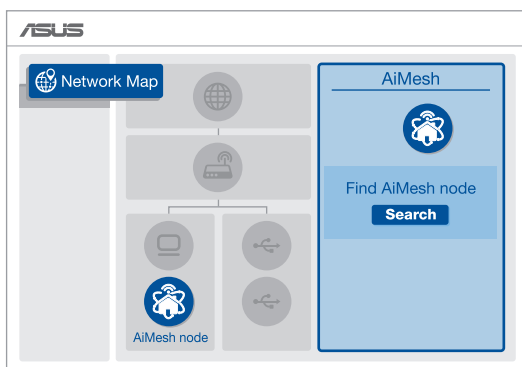 ASUS
Network Map
AiMesh
Find AiMesh node
Search
AiMesh node